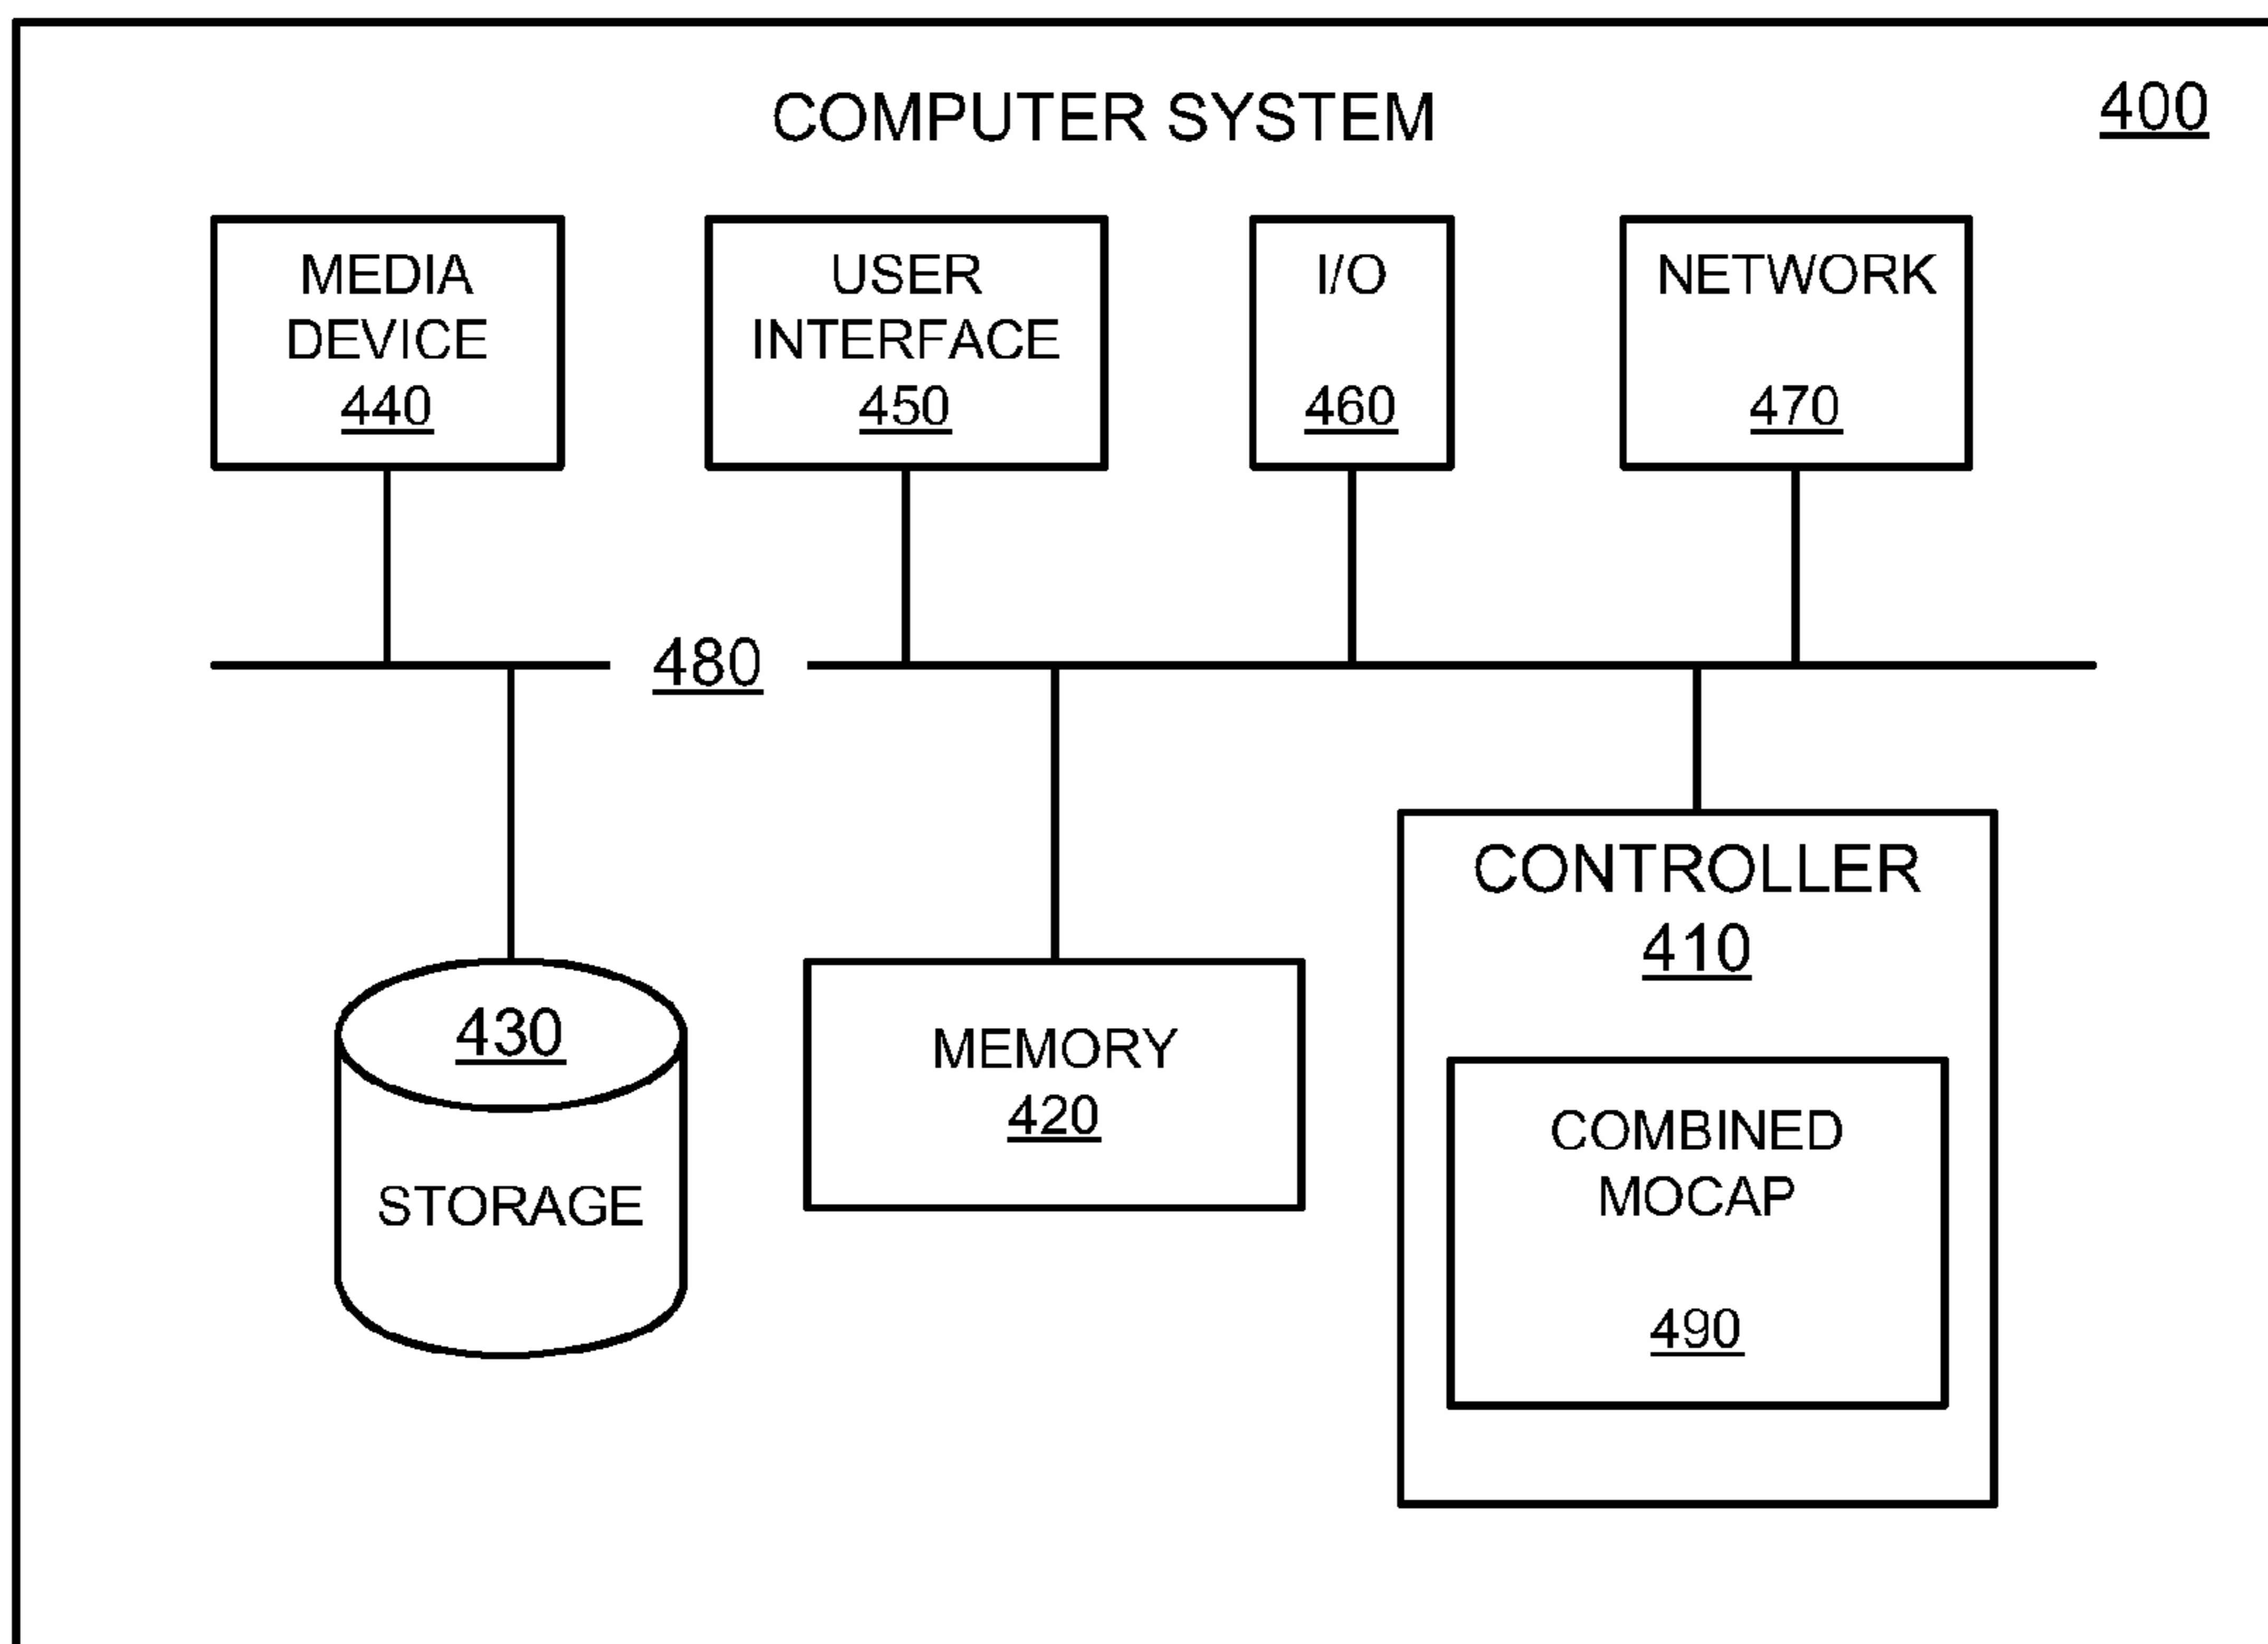 COMPUTER SYSTEM
400
MEDIA
DEVICE
440
USER
INTERFACE
450
I/O
460
NETWORK
470
480
430
STORAGE
MEMORY
420
CONTROLLER
410
COMBINED
MOCAP
490